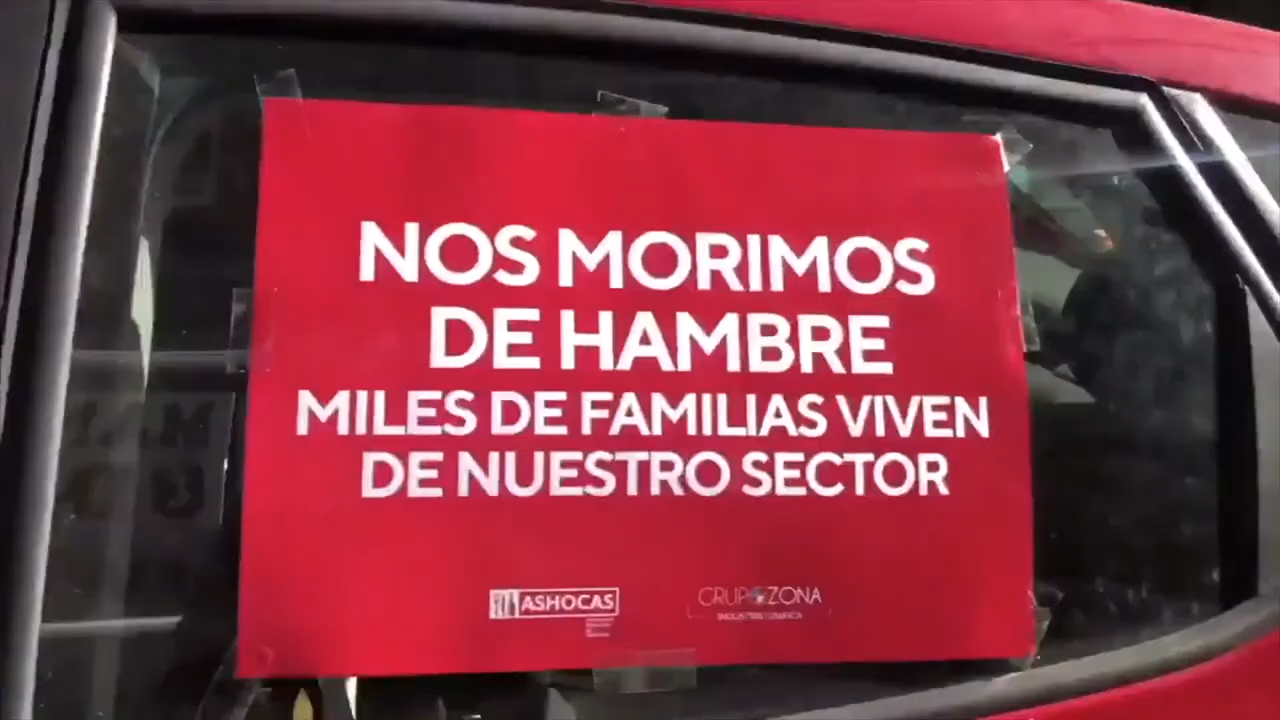 NOS MORIMOS
DE HAMBRE
MILES DE FAMILIAS VIVEN
DE NUESTRO SECTOR
ASHOCAS
GRUPOZONA